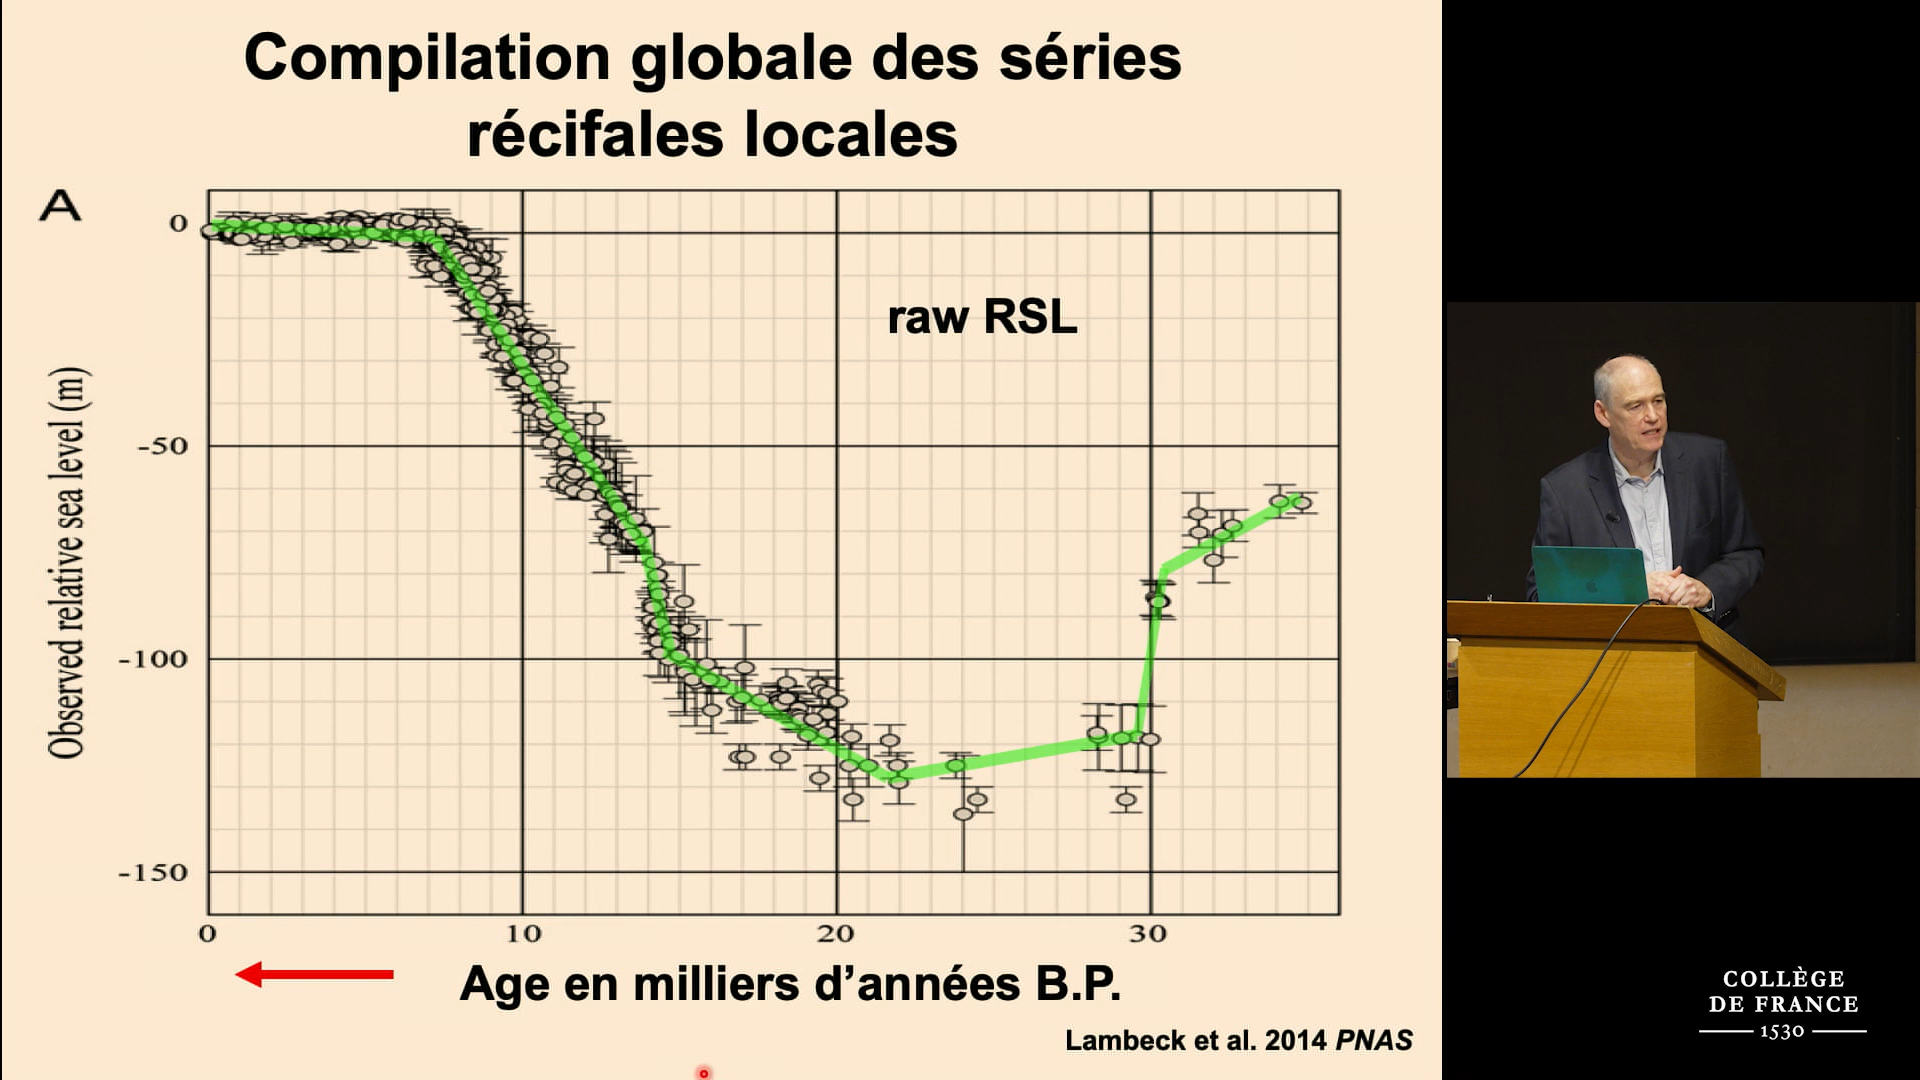 Compilation globale des séries
récifales locales
A
Observed relative sea level (m)
0
-50
-100
-150
raw RSL
0 10 20 30
Age en milliers d’années B.P.
Lambeck et al. 2014 PNAS
COLLÈGE
DE FRANCE
1530